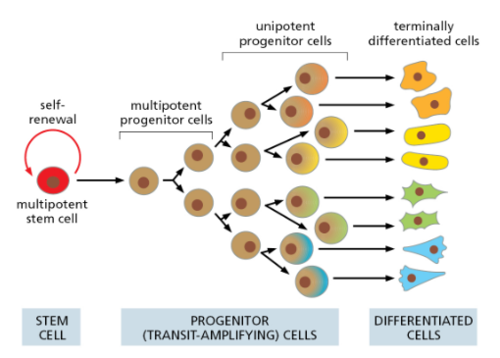 unipotent
progenitor cells
terminally
differentiated cells
self-
renewal
multipotent
progenitor cells
multipotent
stem cell
STEM
CELL
PROGENITOR
(TRANSIT-AMPLIFYING) CELLS
DIFFERENTIATED
CELLS